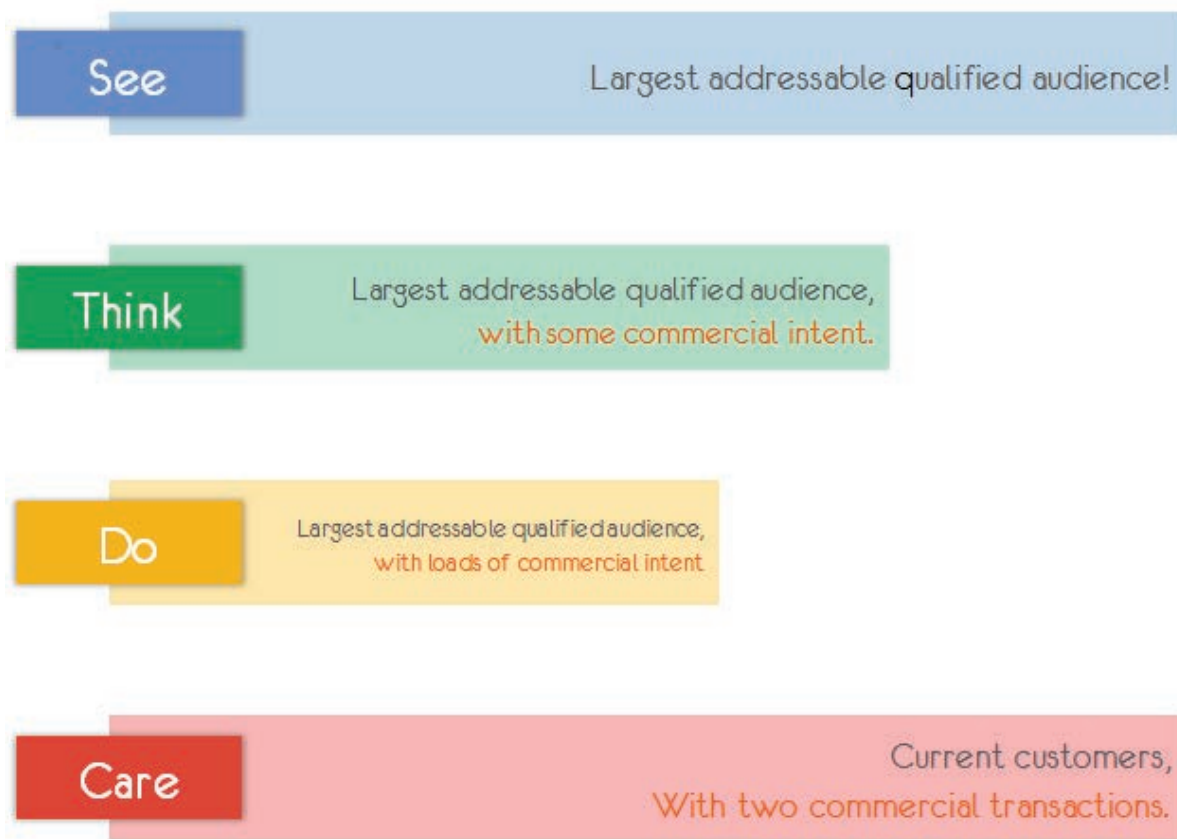 See
Largest addressable qualified audience!
Think
Largest addressable qualified audience,
with some commercial intent.
Do
Largest addressable qualified audience,
with loads of commercial intent
Care
Current customers,
With two commercial transactions.